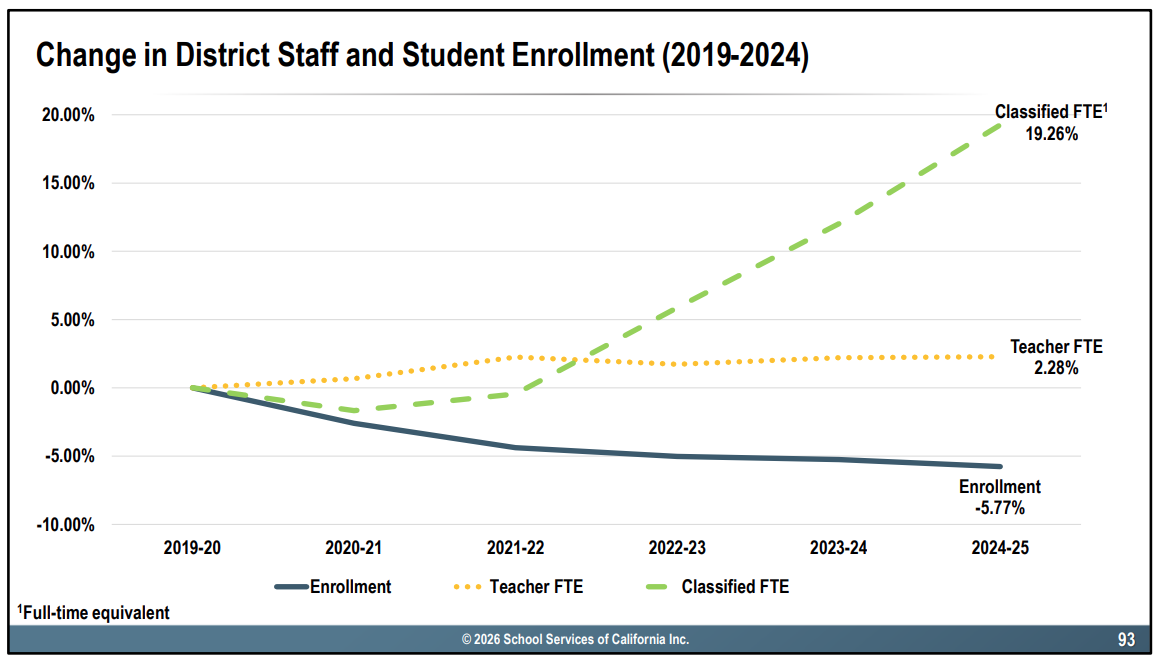 Change in District Staff and Student Enrollment (2019-2024)
20.00%
Classified FTE¹
19.26%
15.00%
10.00%
5.00%
Teacher FTE
2.28%
0.00%
-5.00%
Enrollment
-5.77%
-10.00%
2019-20 2020-21 2021-22 2022-23 2023-24 2024-25
Enrollment Teacher FTE Classified FTE
¹Full-time equivalent
© 2026 School Services of California Inc. 93